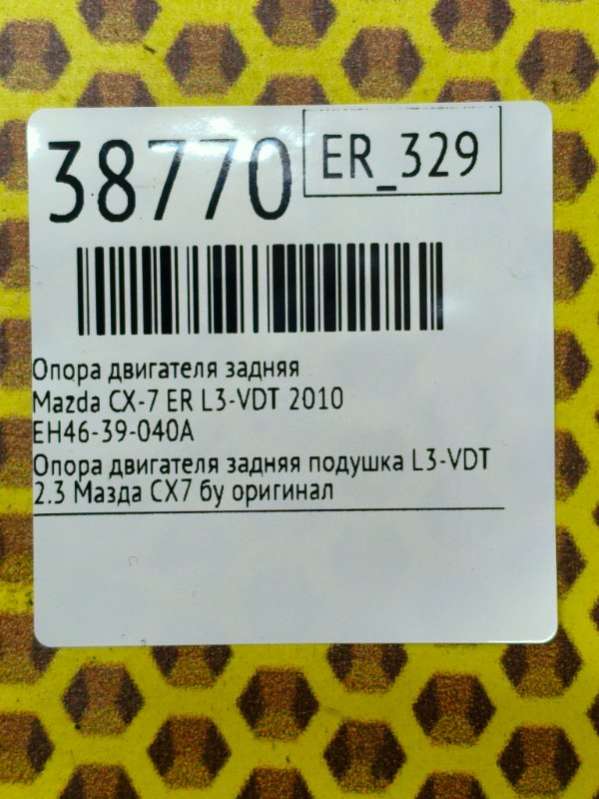 38770
ER_329
Опора двигателя задняя
Mazda CX-7 ER L3-VDT 2010
EH46-39-040A
Опора двигателя задняя подушка L3-VDT
2.3 Мазда CX7 бу оригинал